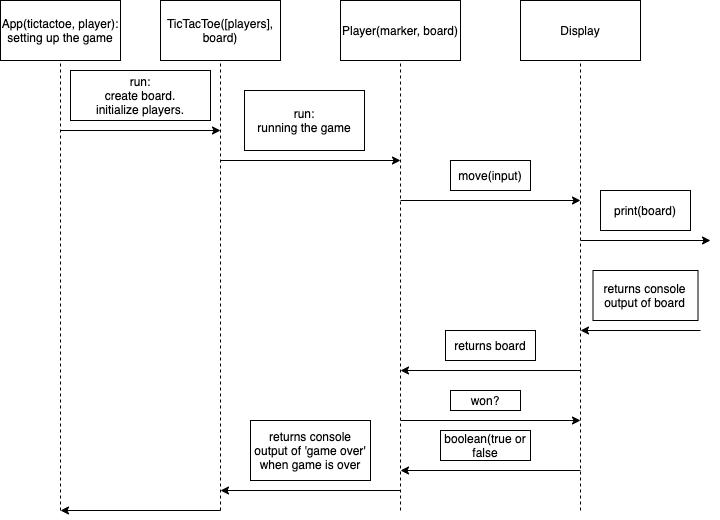 App(tictactoe, player):
setting up the game
TicTacToe([players],
board)
Player(marker, board)
Display
run:
create board.
initialize players.
run:
running the game
move(input)
print(board)
returns console
output of board
returns board
won?
boolean(true or
false
returns console
output of 'game over'
when game is over